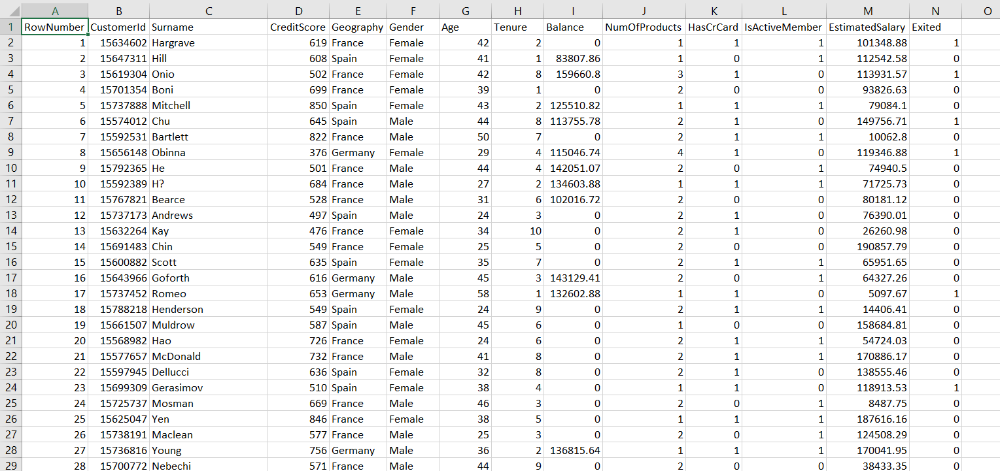 A B C D E F G H I J K L M N O
1 RowNumber CustomerId Surname CreditScore Geography Gender Age Tenure Balance NumOfProducts HasCrCard IsActiveMember EstimatedSalary Exited
2 1 15634602 Hargrave 619 France Female 42 2 0 1 1 1 101348.88 1
3 2 15647311 Hill 608 Spain Female 41 1 83807.86 1 0 1 112542.58 0
4 3 15619304 Onio 502 France Female 42 8 159660.8 3 1 0 113931.57 1
5 4 15701354 Boni 699 France Female 39 1 0 2 0 0 93826.63 0
6 5 15737888 Mitchell 850 Spain Female 43 2 125510.82 1 1 1 79084.1 0
7 6 15574012 Chu 645 Spain Male 44 8 113755.78 2 1 0 149756.71 1
8 7 15592531 Bartlett 822 France Male 50 7 0 2 1 1 10062.8 0
9 8 15656148 Obinna 376 Germany Female 29 4 115046.74 4 1 0 119346.88 1
10 9 15792365 He 501 France Male 44 4 142051.07 2 0 1 74940.5 0
11 10 15592389 H? 684 France Male 27 2 134603.88 1 1 1 71725.73 0
12 11 15767821 Bearce 528 France Male 31 6 102016.72 2 0 0 80181.12 0
13 12 15737173 Andrews 497 Spain Male 24 3 0 2 1 0 76390.01 0
14 13 15632264 Kay 476 France Female 34 10 0 2 1 0 26260.98 0
15 14 15691483 Chin 549 France Female 25 5 0 2 0 0 190857.79 0
16 15 15600882 Scott 635 Spain Female 35 7 0 2 1 1 65951.65 0
17 16 15643966 Goforth 616 Germany Male 45 3 143129.41 2 0 1 64327.26 0
18 17 15737452 Romeo 653 Germany Male 58 1 132602.88 1 1 0 5097.67 1
19 18 15788218 Henderson 549 Spain Female 24 9 0 2 1 1 14406.41 0
20 19 15661507 Muldrow 587 Spain Male 45 6 0 1 0 0 158684.81 0
21 20 15568982 Hao 726 France Female 24 6 0 2 1 1 54724.03 0
22 21 15577657 McDonald 732 France Male 41 8 0 2 1 1 170886.17 0
23 22 15597945 Dellucci 636 Spain Female 32 8 0 2 1 0 138555.46 0
24 23 15699309 Gerasimov 510 Spain Female 38 4 0 1 1 0 118913.53 1
25 24 15725737 Mosman 669 France Male 46 3 0 2 0 1 8487.75 0
26 25 15625047 Yen 846 France Female 38 5 0 1 1 1 187616.16 0
27 26 15738191 Maclean 577 France Male 25 3 0 2 0 1 124508.29 0
28 27 15736816 Young 756 Germany Male 36 2 136815.64 1 1 1 170041.95 0
29 28 15700772 Nebechi 571 France Male 44 9 0 2 0 0 38433.35 0